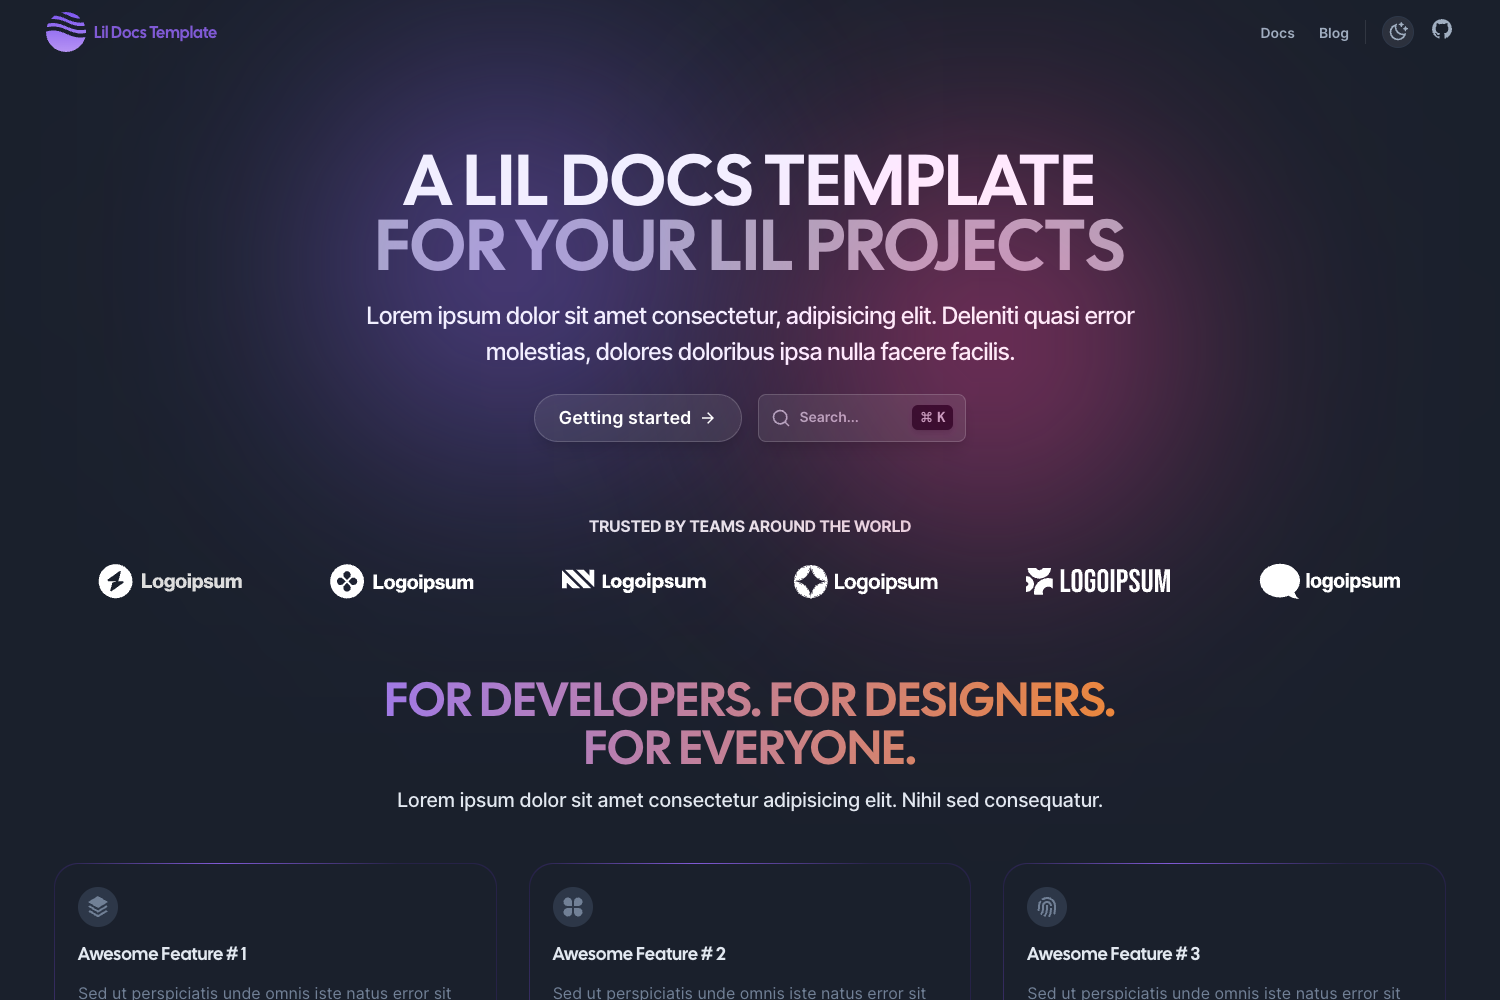 Lil Docs Template
Docs
Blog
A LIL DOCS TEMPLATE
FOR YOUR LIL PROJECTS
Lorem ipsum dolor sit amet consectetur, adipisicing elit. Deleniti quasi error
molestias, dolores doloribus ipsa nulla facere facilis.
Getting started →
Search...
⌘ K
TRUSTED BY TEAMS AROUND THE WORLD
Logoipsum
Logoipsum
Logoipsum
Logoipsum
LOGOIPSUM
logoipsum
FOR DEVELOPERS. FOR DESIGNERS.
FOR EVERYONE.
Lorem ipsum dolor sit amet consectetur adipisicing elit. Nihil sed consequatur.
Awesome Feature # 1
Sed ut perspiciatis unde omnis iste natus error sit
Awesome Feature # 2
Sed ut perspiciatis unde omnis iste natus error sit
Awesome Feature # 3
Sed ut perspiciatis unde omnis iste natus error sit